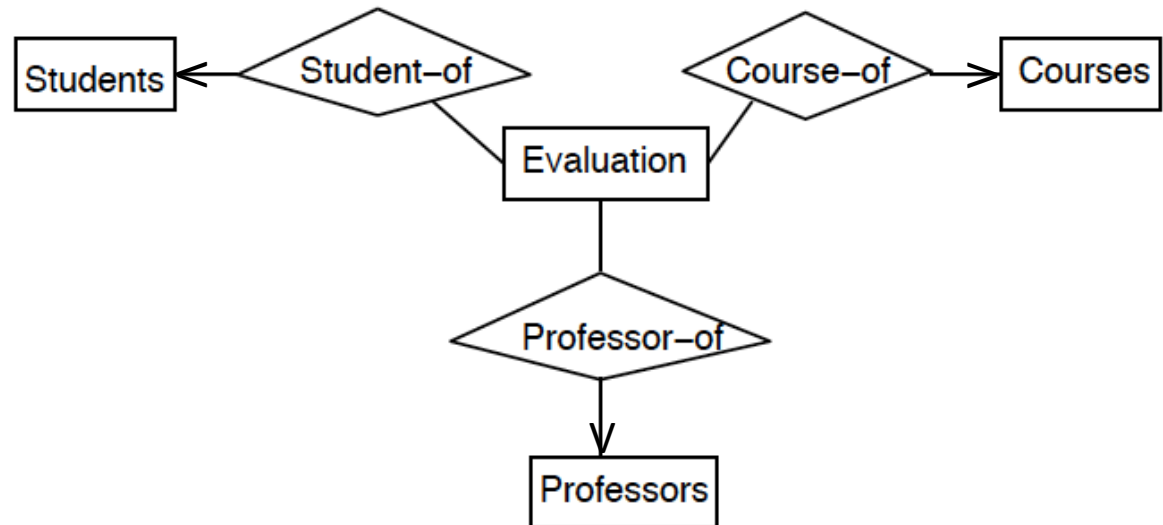 Students
Student-of
Course-of
Courses
Evaluation
Professor-of
Professors